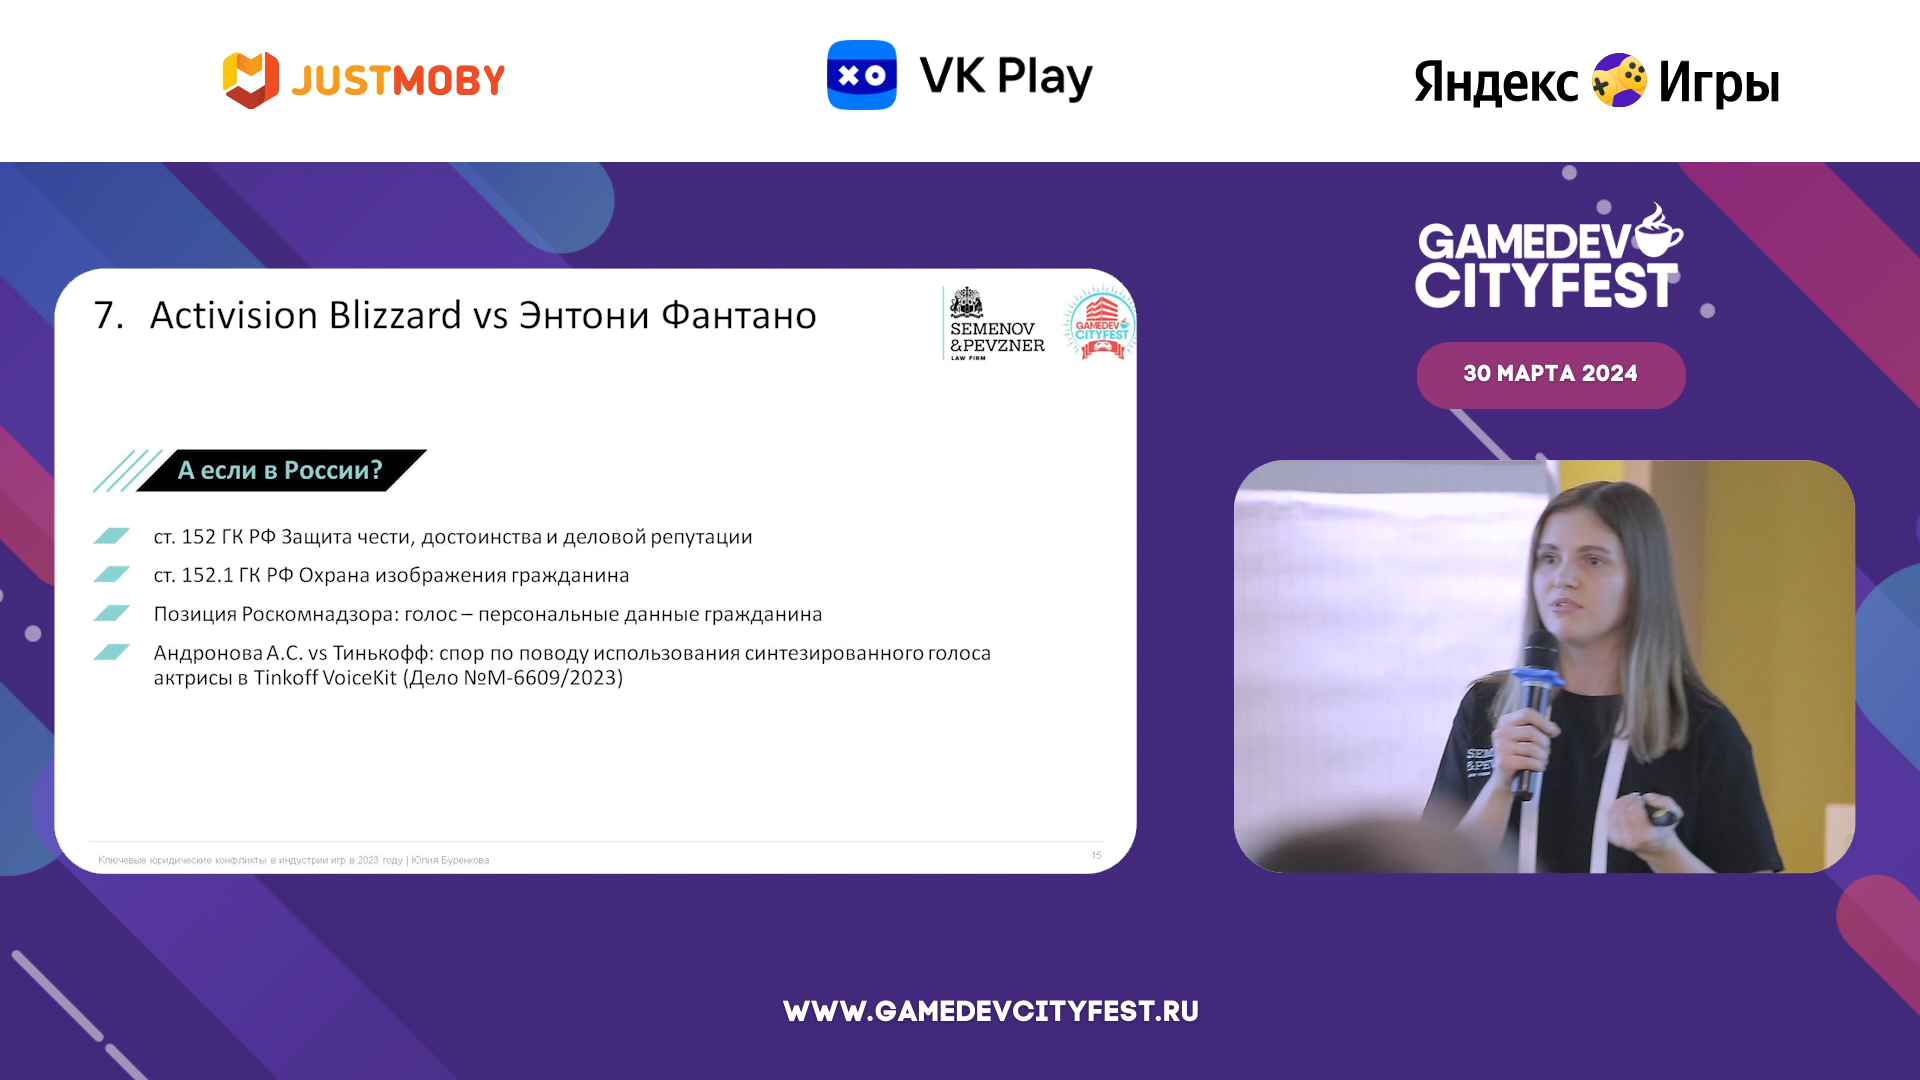 JUSTMOBY
VK Play
Яндекс Игры
GAMEDEV
CITYFEST
30 МАРТА 2024
7. Activision Blizzard vs Энтони Фантано
SEMENOV
&PEVZNER
LAW FIRM
GAMEDEV
CITYFEST
А если в России?
ст. 152 ГК РФ Защита чести, достоинства и деловой репутации
ст. 152.1 ГК РФ Охрана изображения гражданина
Позиция Роскомнадзора: голос – персональные данные гражданина
Андронова А.С. vs Тинькофф: спор по поводу использования синтезированного голоса
актрисы в Tinkoff VoiceKit (Дело №М-6609/2023)
Ключевые юридические конфликты в индустрии игр в 2023 году | Юлия Буренкова
15
SEM
&PE
WWW.GAMEDEVCITYFEST.RU